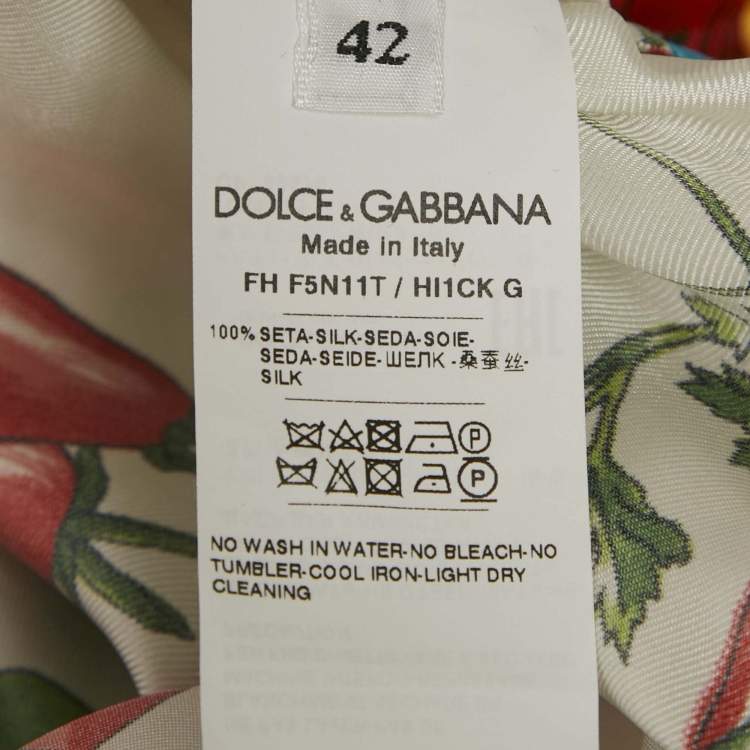 42
DOLCE & GABBANA
Made in Italy
FH F5N11T / HI1CK G
100% SETA-SILK-SEDA-SOIE-
SEDA-SEIDE-ШЕЛК -桑蚕丝-
SILK
P
P
NO WASH IN WATER-NO BLEACH-NO
TUMBLER-COOL IRON-LIGHT DRY
CLEANING